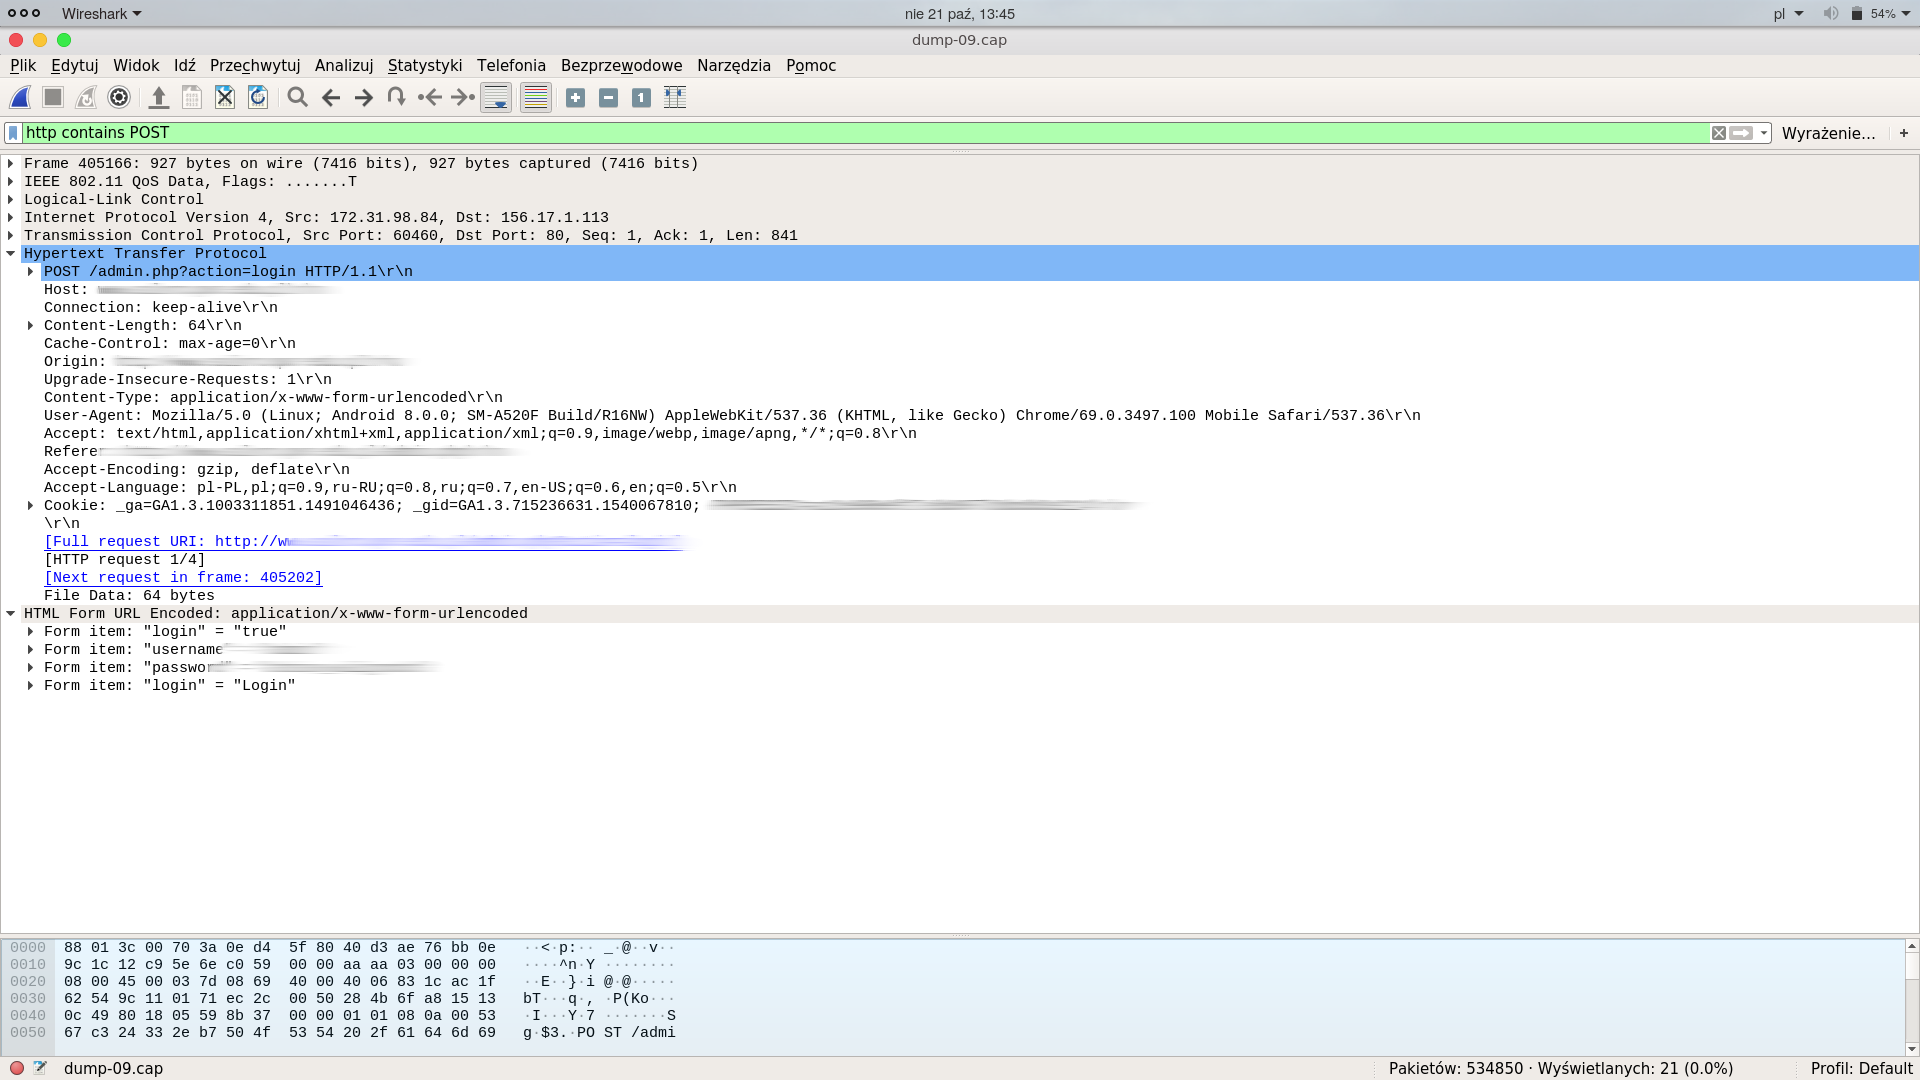 Wireshark
nie 21 paź, 13:45
pl
54%
dump-09.cap
Plik Edytuj Widok Idź Przechwytuj Analizuj Statystyki Telefonia Bezprzewodowe Narzędzia Pomoc
http contains POST
Wyrażenie… +
Frame 405166: 927 bytes on wire (7416 bits), 927 bytes captured (7416 bits)
IEEE 802.11 QoS Data, Flags: .......T
Logical-Link Control
Internet Protocol Version 4, Src: 172.31.98.84, Dst: 156.17.1.113
Transmission Control Protocol, Src Port: 60460, Dst Port: 80, Seq: 1, Ack: 1, Len: 841
Hypertext Transfer Protocol
POST /admin.php?action=login HTTP/1.1\r\n
Host:
Connection: keep-alive\r\n
Content-Length: 64\r\n
Cache-Control: max-age=0\r\n
Origin:
Upgrade-Insecure-Requests: 1\r\n
Content-Type: application/x-www-form-urlencoded\r\n
User-Agent: Mozilla/5.0 (Linux; Android 8.0.0; SM-A520F Build/R16NW) AppleWebKit/537.36 (KHTML, like Gecko) Chrome/69.0.3497.100 Mobile Safari/537.36\r\n
Accept: text/html,application/xhtml+xml,application/xml;q=0.9,image/webp,image/apng,*/*;q=0.8\r\n
Referer
Accept-Encoding: gzip, deflate\r\n
Accept-Language: pl-PL,pl;q=0.9,ru-RU;q=0.8,ru;q=0.7,en-US;q=0.6,en;q=0.5\r\n
Cookie: _ga=GA1.3.1003311851.1491046436; _gid=GA1.3.715236631.1540067810;
\r\n
[Full request URI: http://w
[HTTP request 1/4]
[Next request in frame: 405202]
File Data: 64 bytes
HTML Form URL Encoded: application/x-www-form-urlencoded
Form item: "login" = "true"
Form item: "username
Form item: "passwor
Form item: "login" = "Login"
0000 88 01 3c 00 70 3a 0e d4 5f 80 40 d3 ae 76 bb 0e ··<·p:·· _·@··v··
0010 9c 1c 12 c9 5e 6e c0 59 00 00 aa aa 03 00 00 00 ····^n·Y ········
0020 08 00 45 00 03 7d 08 69 40 00 40 06 83 1c ac 1f ··E··}·i @·@·····
0030 62 54 9c 11 01 71 ec 2c 00 50 28 4b 6f a8 15 13 bT···q·, ·P(Ko···
0040 0c 49 80 18 05 59 8b 37 00 00 01 01 08 0a 00 53 ·I···Y·7 ·······S
0050 67 c3 24 33 2e b7 50 4f 53 54 20 2f 61 64 6d 69 g·$3.·PO ST /admi
dump-09.cap
Pakietów: 534850 · Wyświetlanych: 21 (0.0%)
Profil: Default